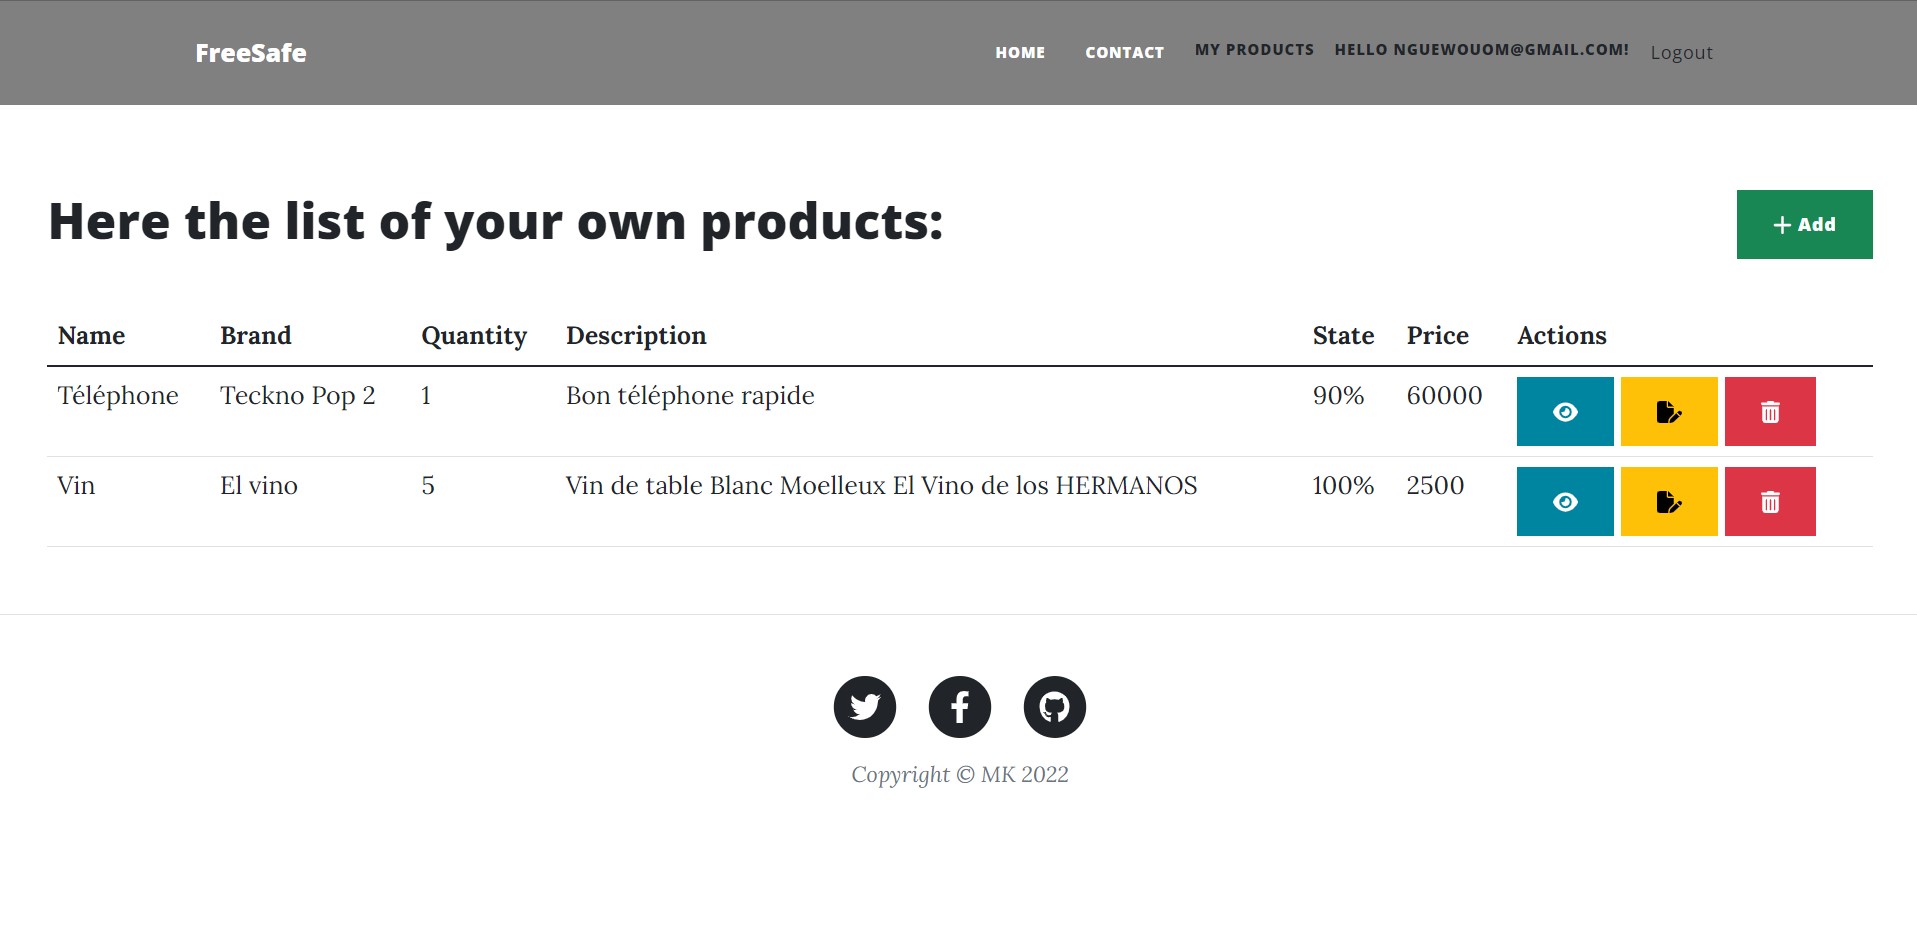 FreeSafe HOME CONTACT MY PRODUCTS HELLO NGUEWOUOM@GMAIL.COM! Logout
Here the list of your own products:
+ Add
Name Brand Quantity Description State Price Actions
Téléphone Teckno Pop 2 1 Bon téléphone rapide 90% 60000
Vin El vino 5 Vin de table Blanc Moelleux El Vino de los HERMANOS 100% 2500
Copyright © MK 2022